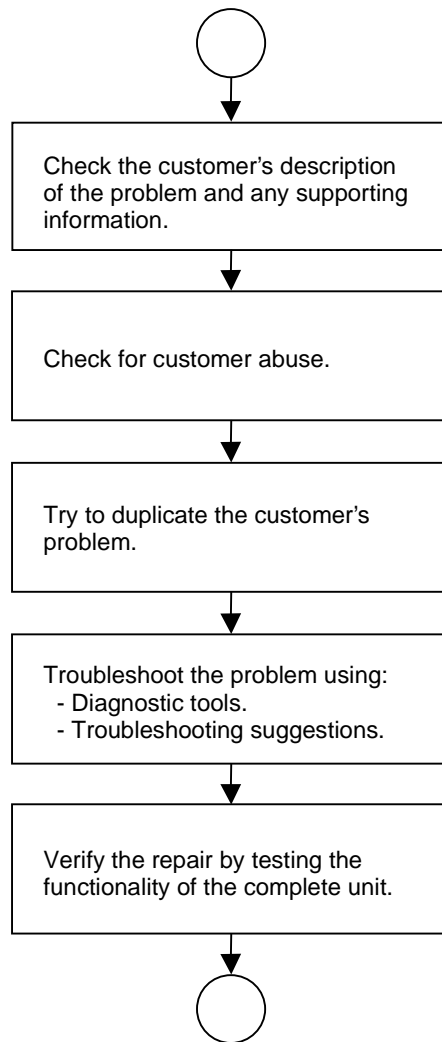 Check the customer’s description
of the problem and any supporting
information.
Check for customer abuse.
Try to duplicate the customer’s
problem.
Troubleshoot the problem using:
- Diagnostic tools.
- Troubleshooting suggestions.
Verify the repair by testing the
functionality of the complete unit.